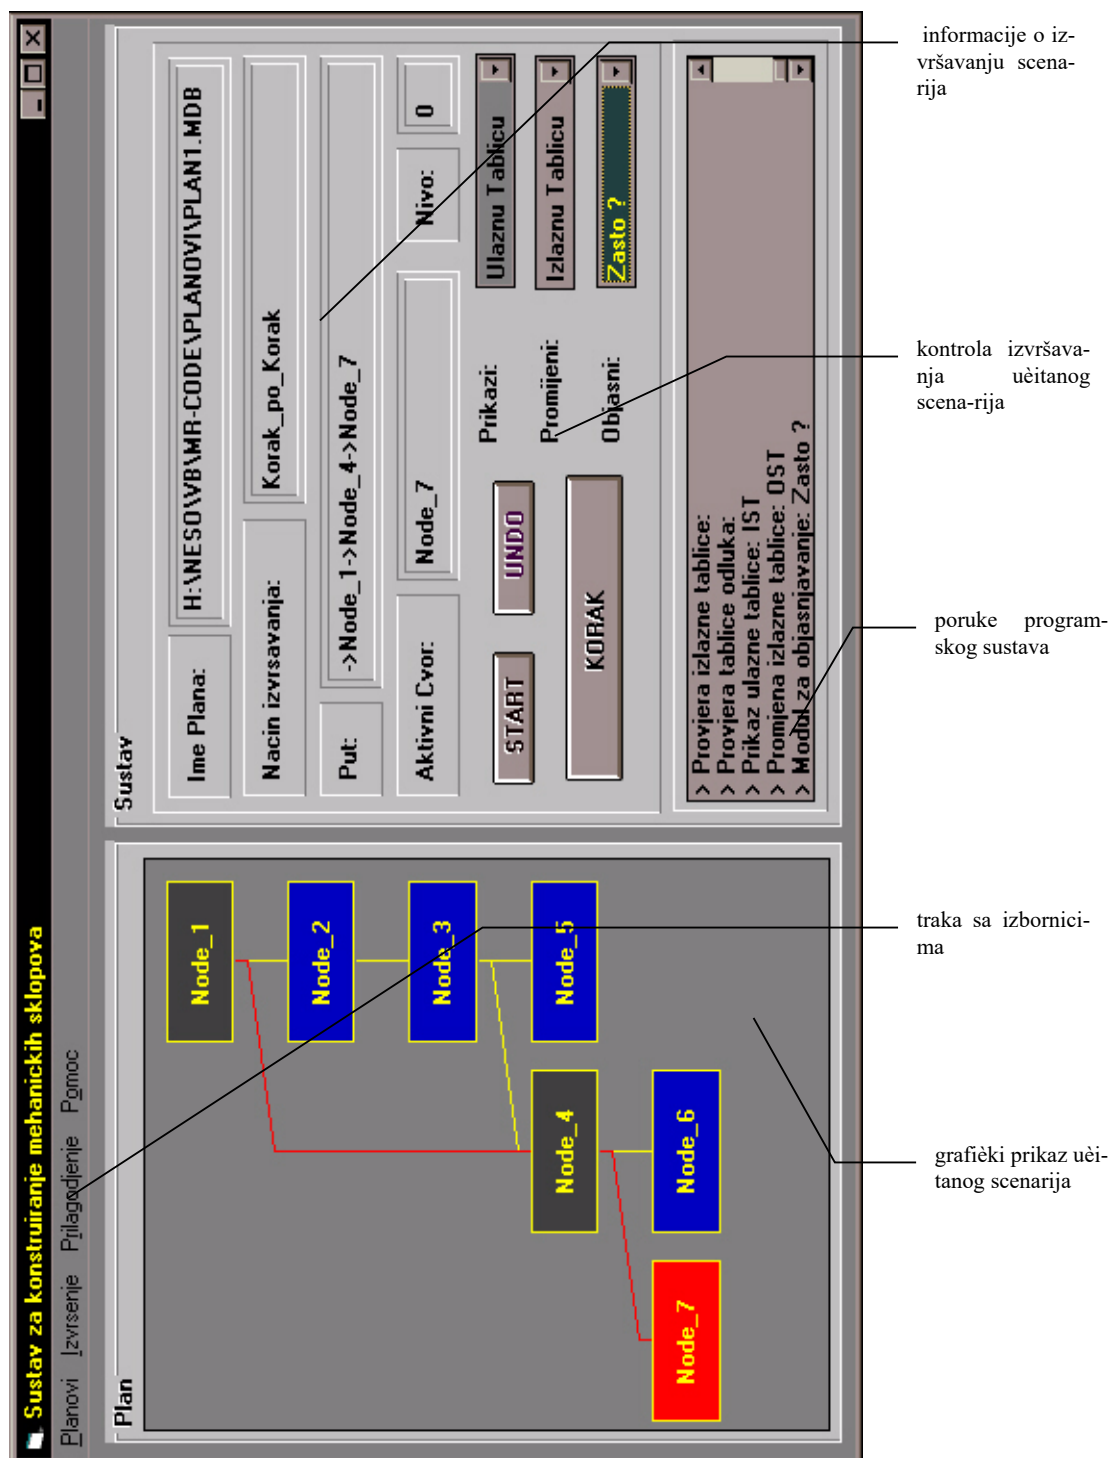 Sustav za konstruiranje mehanickih sklopova
Planovi Izvrsenje Prilagodjenje Pomoc
Plan
Node_1
Node_2
Node_3
Node_4
Node_5
Node_6
Node_7
Sustav
Ime Plana:
H:\NESO\VB\MR-CODE\PLANOVI\PLAN1.MDB
Nacin izvrsavanja:
Korak_po_Korak
Put:
->Node_1->Node_4->Node_7
Aktivni Cvor:
Node_7
Nivo:
0
START
UNDO
KORAK
Prikazi:
Ulaznu Tablicu
Promijeni:
Izlaznu Tablicu
Objasni:
Zasto ?
> Provjera izlazne tablice:
> Provjera tablice odluka:
> Prikaz ulazne tablice: IST
> Promjena izlazne tablice: OST
> Modul za objasnjavanje: Zasto ?
informacije o iz-
vršavanju scena-
rija
kontrola izvršava-
nja uèitanog
scena-rija
poruke program-
skog sustava
traka sa izbornici-
ma
grafièki prikaz uèi-
tanog scenarija